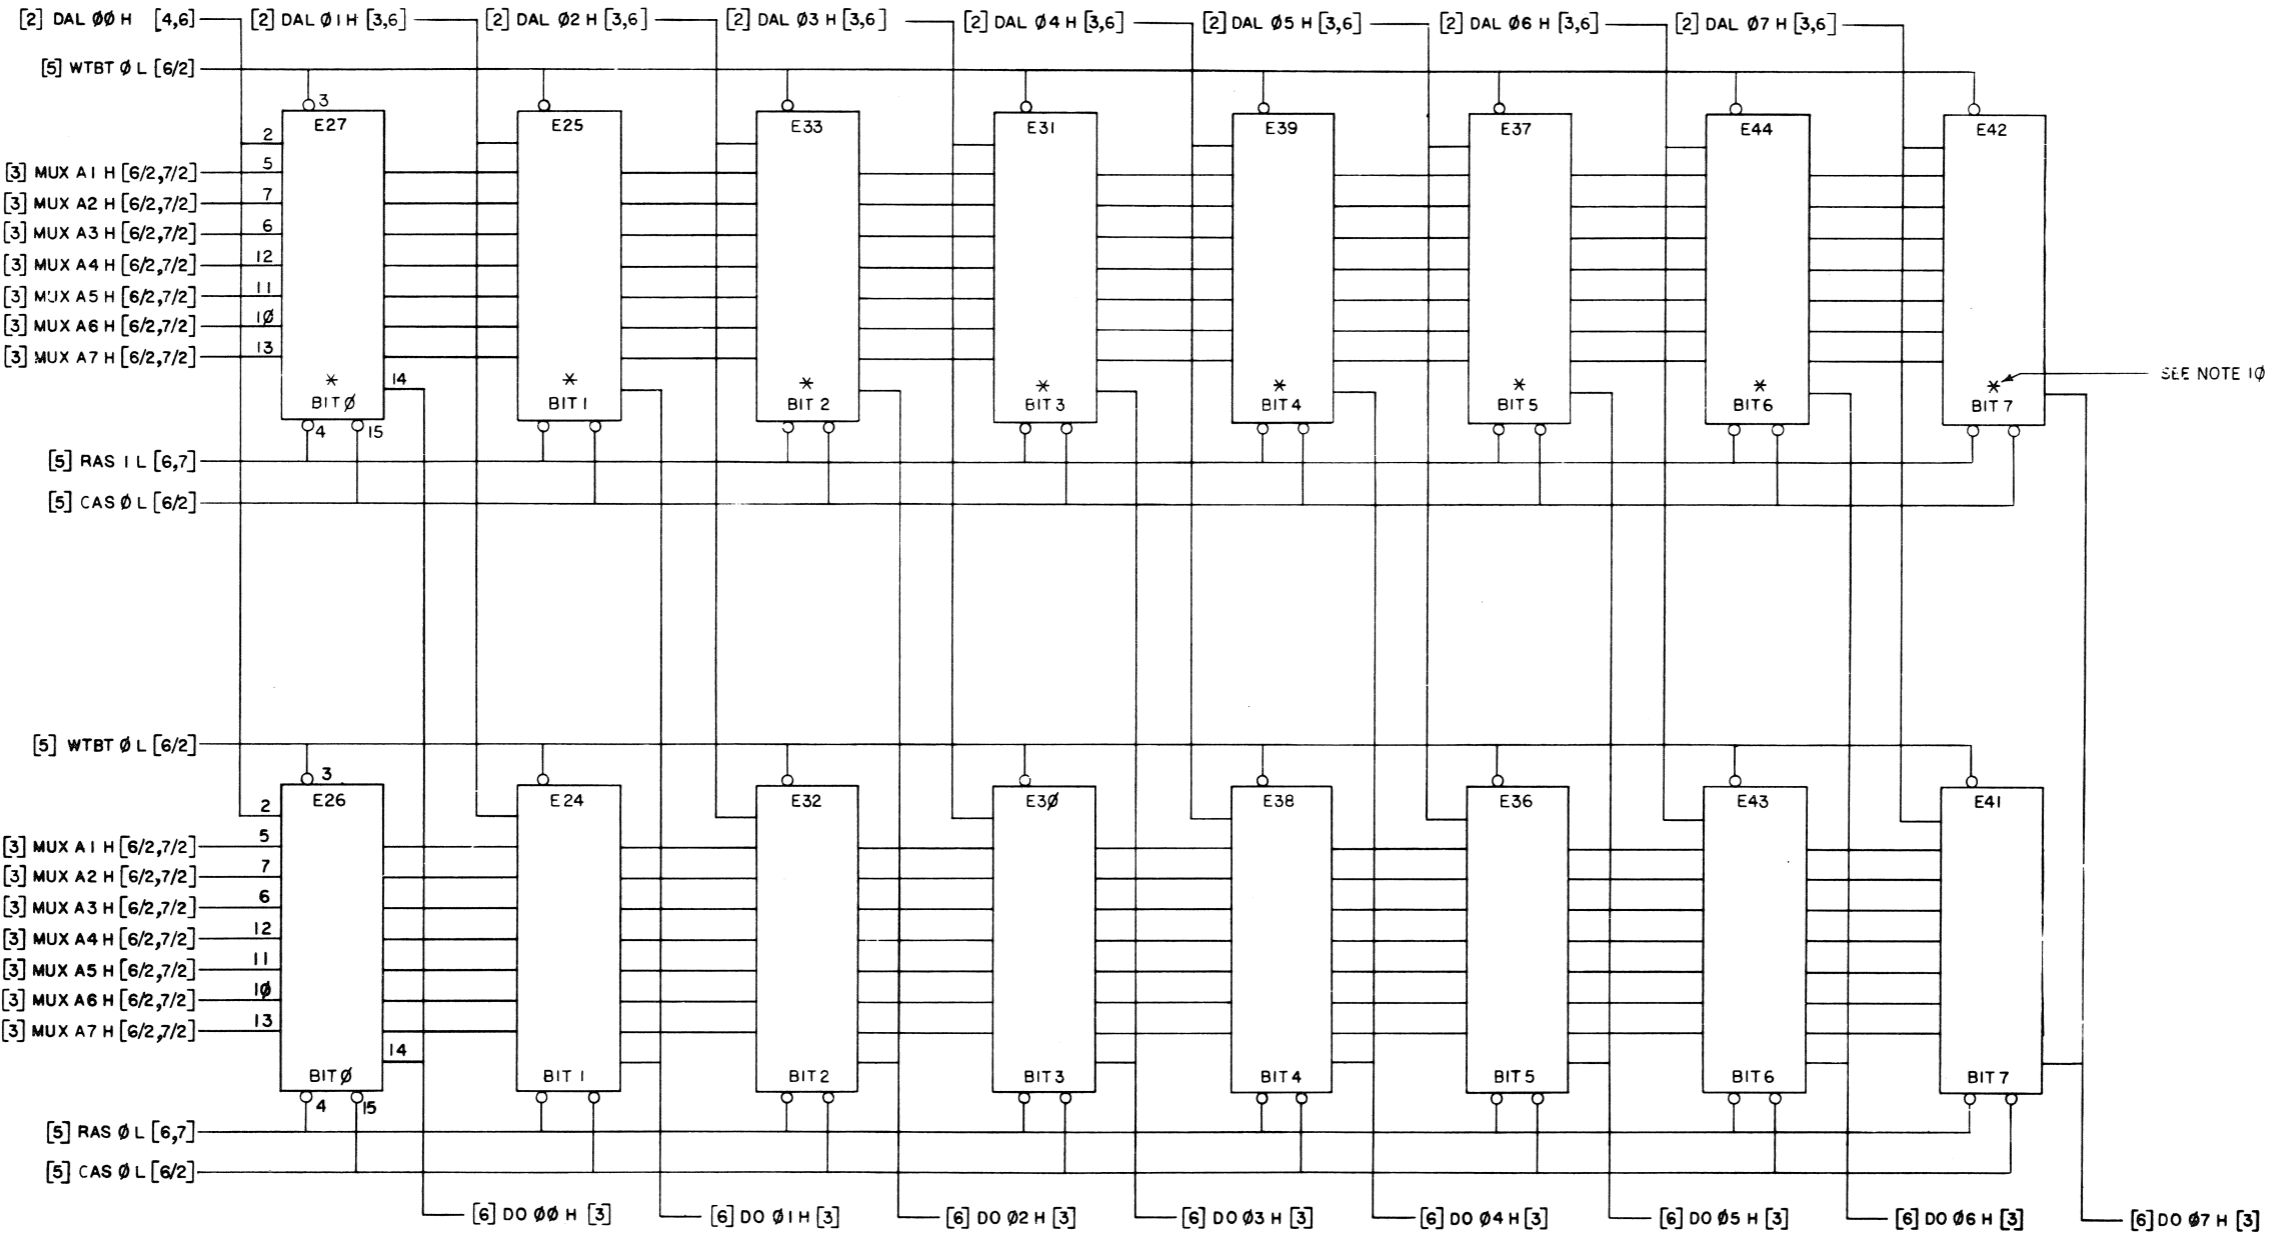 [2] DAL ØØ H [4,6] [2] DAL Ø1 H [3,6] [2] DAL Ø2 H [3,6] [2] DAL Ø3 H [3,6] [2] DAL Ø4 H [3,6] [2] DAL Ø5 H [3,6] [2] DAL Ø6 H [3,6] [2] DAL Ø7 H [3,6]
[5] WTBT Ø L [6/2]
3
E27 E25 E33 E31 E39 E37 E44 E42
2
[3] MUX A1 H [6/2,7/2] 5
[3] MUX A2 H [6/2,7/2] 7
[3] MUX A3 H [6/2,7/2] 6
[3] MUX A4 H [6/2,7/2] 12
[3] MUX A5 H [6/2,7/2] 11
[3] MUX A6 H [6/2,7/2] 1Ø
[3] MUX A7 H [6/2,7/2] 13
* 14 * * * * * * * SEE NOTE 1Ø
BIT Ø BIT 1 BIT 2 BIT 3 BIT 4 BIT 5 BIT 6 BIT 7
4 15
[5] RAS 1 L [6,7]
[5] CAS Ø L [6/2]
[5] WTBT Ø L [6/2]
3
E26 E24 E32 E3Ø E38 E36 E43 E41
2
[3] MUX A1 H [6/2,7/2] 5
[3] MUX A2 H [6/2,7/2] 7
[3] MUX A3 H [6/2,7/2] 6
[3] MUX A4 H [6/2,7/2] 12
[3] MUX A5 H [6/2,7/2] 11
[3] MUX A6 H [6/2,7/2] 1Ø
[3] MUX A7 H [6/2,7/2] 13
14
BIT Ø BIT 1 BIT 2 BIT 3 BIT 4 BIT 5 BIT 6 BIT 7
4 15
[5] RAS Ø L [6,7]
[5] CAS Ø L [6/2]
[6] DO ØØ H [3] [6] DO Ø1 H [3] [6] DO Ø2 H [3] [6] DO Ø3 H [3] [6] DO Ø4 H [3] [6] DO Ø5 H [3] [6] DO Ø6 H [3] [6] DO Ø7 H [3]